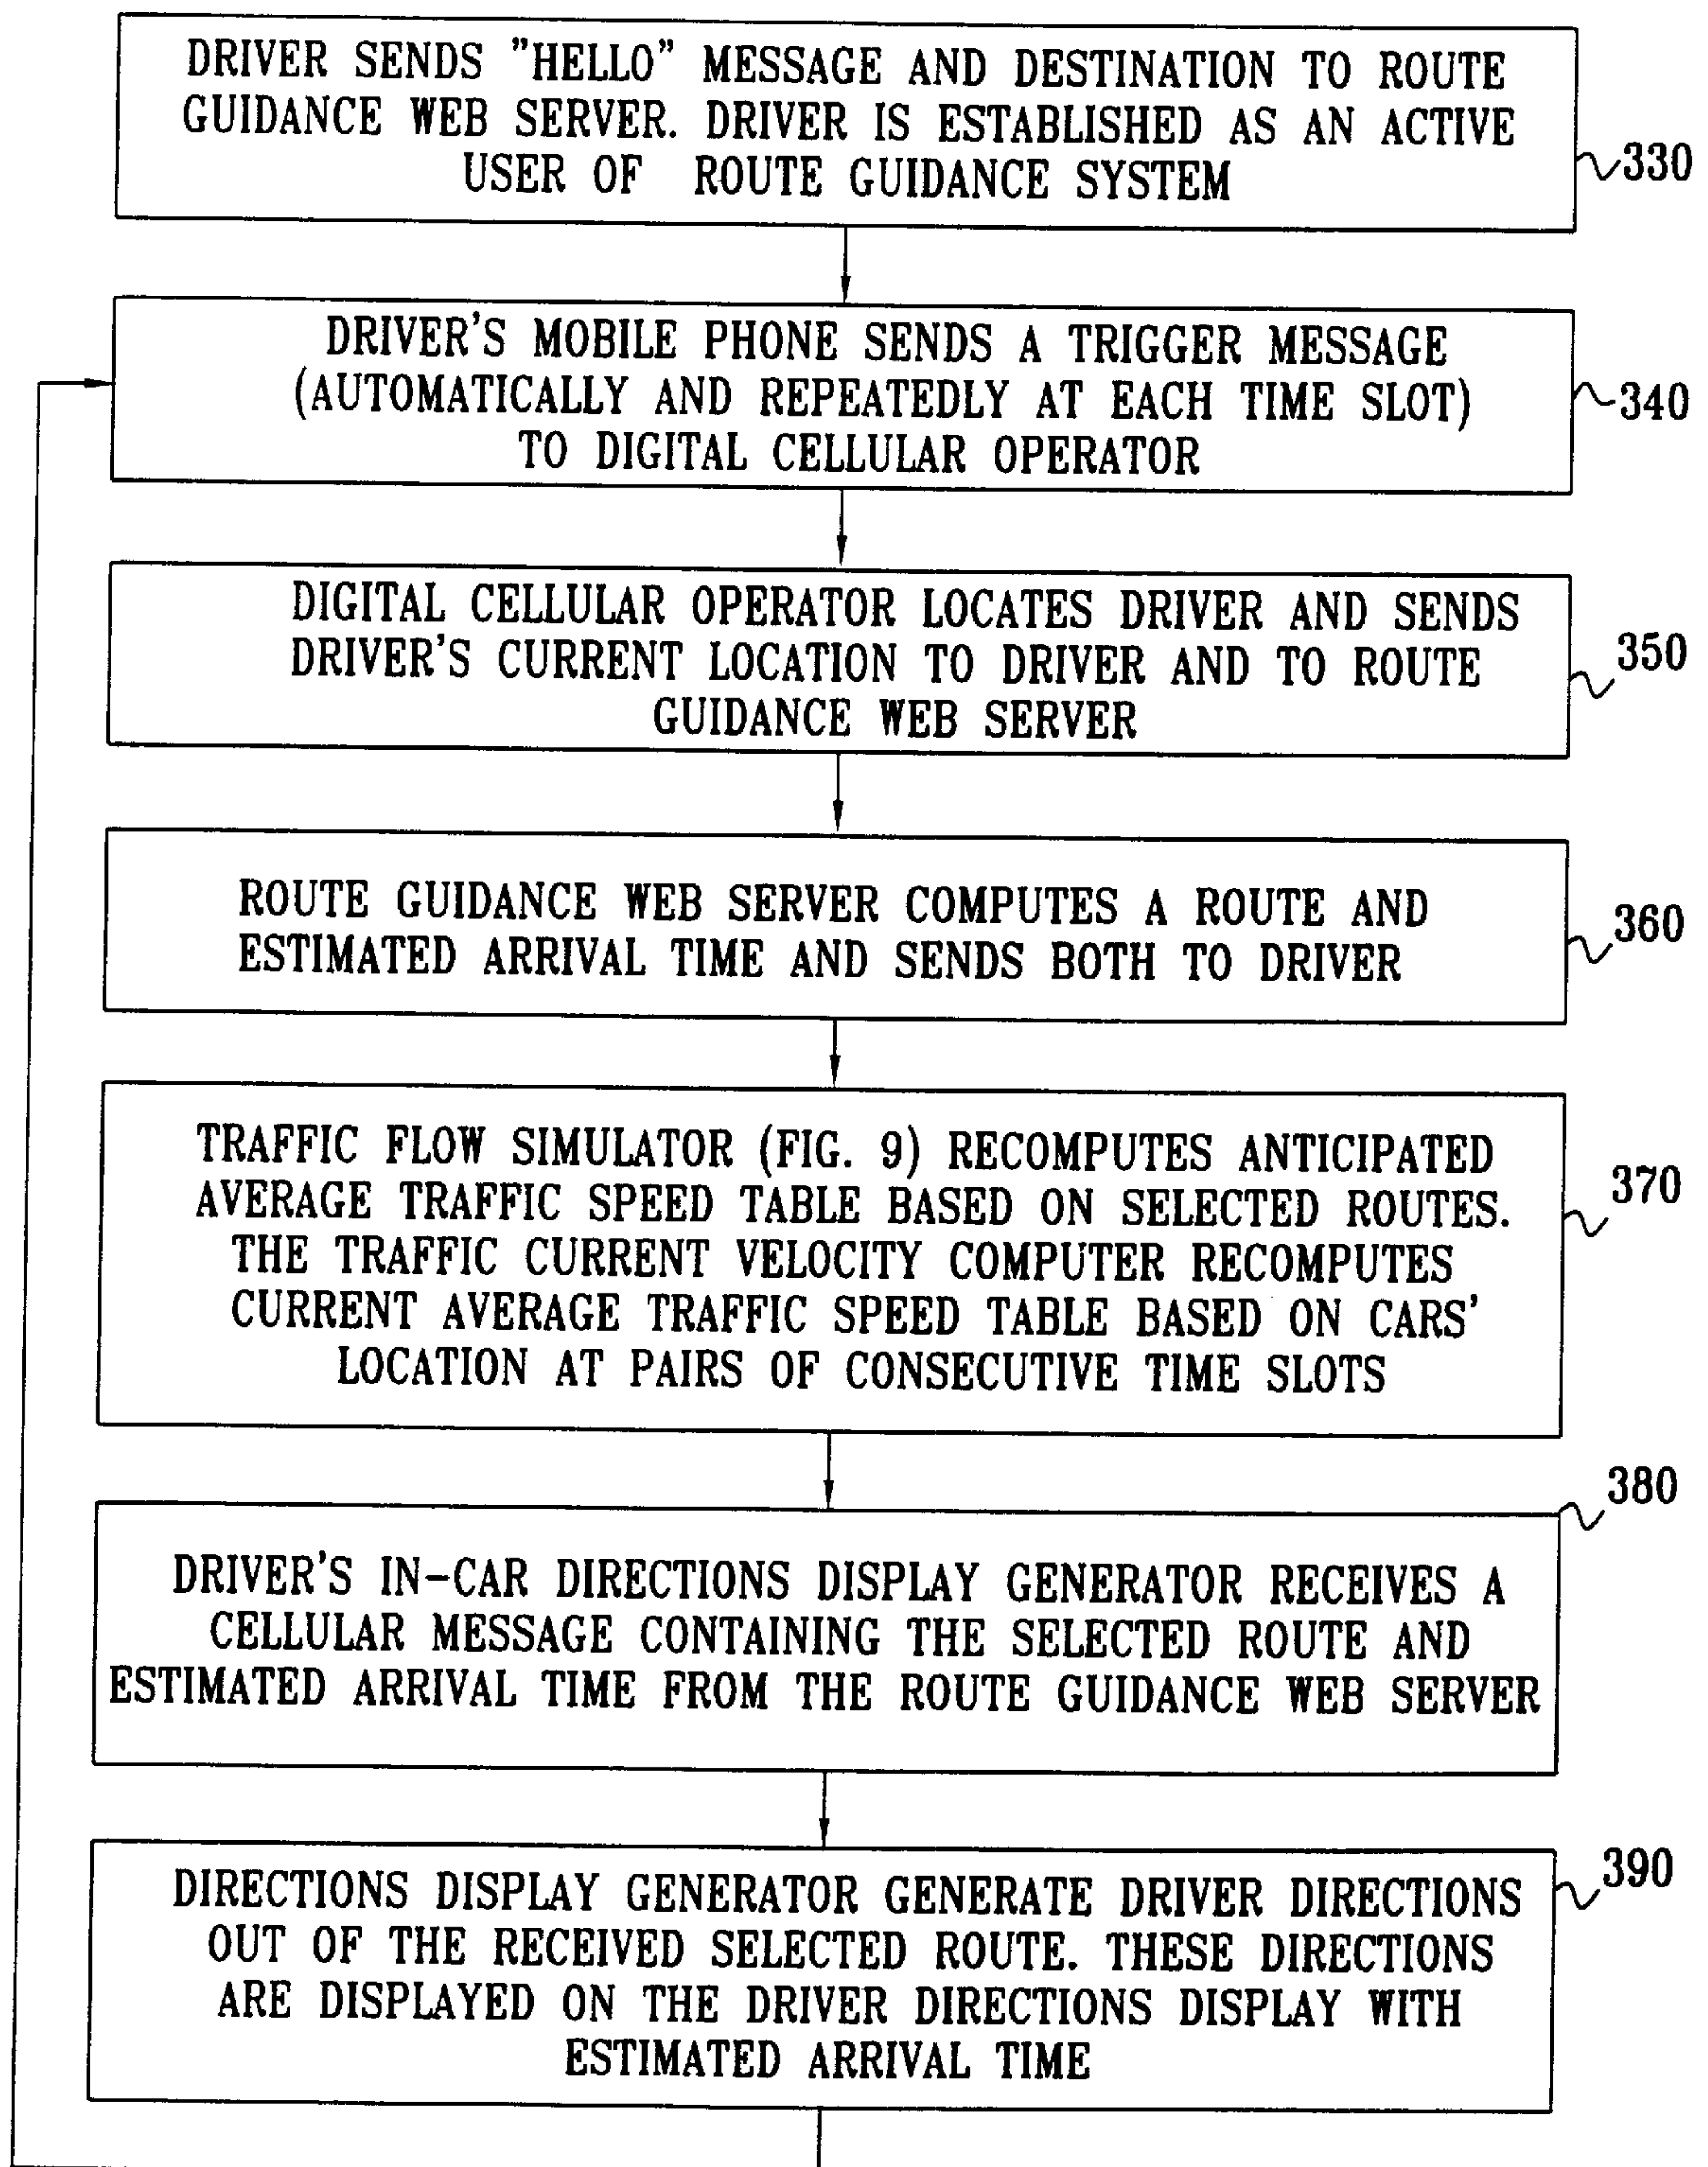 DRIVER SENDS "HELLO" MESSAGE AND DESTINATION TO ROUTE
GUIDANCE WEB SERVER. DRIVER IS ESTABLISHED AS AN ACTIVE
USER OF ROUTE GUIDANCE SYSTEM
330
DRIVER'S MOBILE PHONE SENDS A TRIGGER MESSAGE
(AUTOMATICALLY AND REPEATEDLY AT EACH TIME SLOT)
TO DIGITAL CELLULAR OPERATOR
340
DIGITAL CELLULAR OPERATOR LOCATES DRIVER AND SENDS
DRIVER'S CURRENT LOCATION TO DRIVER AND TO ROUTE
GUIDANCE WEB SERVER
350
ROUTE GUIDANCE WEB SERVER COMPUTES A ROUTE AND
ESTIMATED ARRIVAL TIME AND SENDS BOTH TO DRIVER
360
TRAFFIC FLOW SIMULATOR (FIG. 9) RECOMPUTES ANTICIPATED
AVERAGE TRAFFIC SPEED TABLE BASED ON SELECTED ROUTES.
THE TRAFFIC CURRENT VELOCITY COMPUTER RECOMPUTES
CURRENT AVERAGE TRAFFIC SPEED TABLE BASED ON CARS'
LOCATION AT PAIRS OF CONSECUTIVE TIME SLOTS
370
380
DRIVER'S IN-CAR DIRECTIONS DISPLAY GENERATOR RECEIVES A
CELLULAR MESSAGE CONTAINING THE SELECTED ROUTE AND
ESTIMATED ARRIVAL TIME FROM THE ROUTE GUIDANCE WEB SERVER
390
DIRECTIONS DISPLAY GENERATOR GENERATE DRIVER DIRECTIONS
OUT OF THE RECEIVED SELECTED ROUTE. THESE DIRECTIONS
ARE DISPLAYED ON THE DRIVER DIRECTIONS DISPLAY WITH
ESTIMATED ARRIVAL TIME